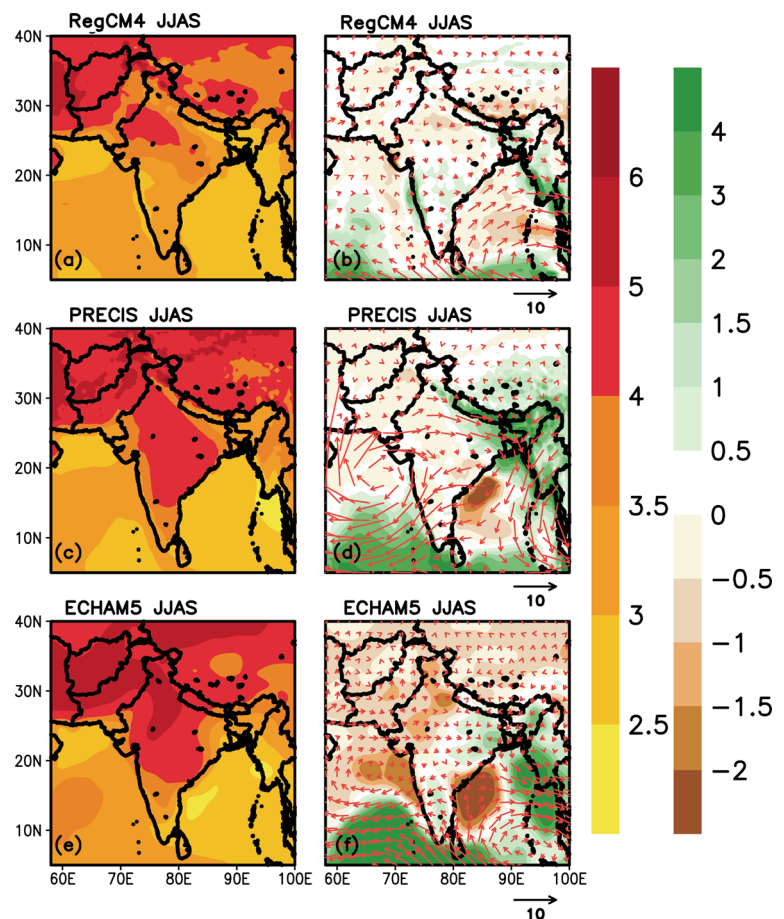 RegCM4 JJAS
40N
30N
20N
10N
(a)
(b)
10
PRECIS JJAS
PRECIS JJAS
40N
30N
20N
10N
(c)
(d)
10
ECHAM5 JJAS
ECHAM5 JJAS
40N
30N
20N
10N
(e)
(f)
60E 70E 80E 90E 100E
60E 70E 80E 90E 100E
10
6
5
4
3.5
3
2.5
4
3
2
1.5
1
0.5
0
−0.5
−1
−1.5
−2